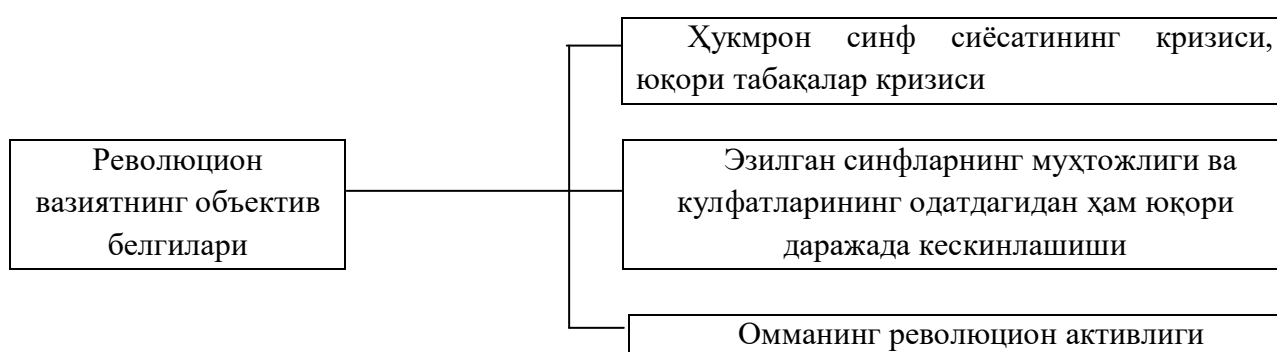 Ҳукмрон синф сиёсатининг кризиси,
юқори табақалар кризиси
Революцион
вазиятнинг объектив
белгилари
Эзилган синфларнинг муҳтожлиги ва
кулфатларининг одатдагидан ҳам юқори
даражада кескинлашиши
Омманинг революцион активлиги